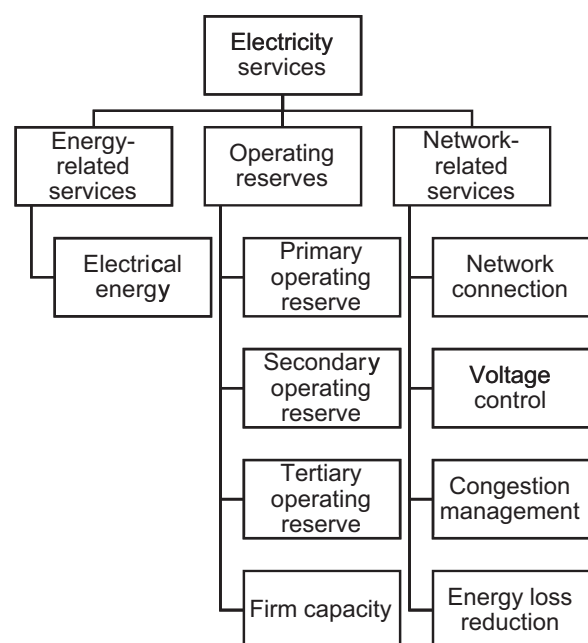 Electricity
services
Energy-
related
services
Operating
reserves
Network-
related
services
Electrical
energy
Primary
operating
reserve
Network
connection
Secondary
operating
reserve
Voltage
control
Tertiary
operating
reserve
Congestion
management
Firm capacity
Energy loss
reduction